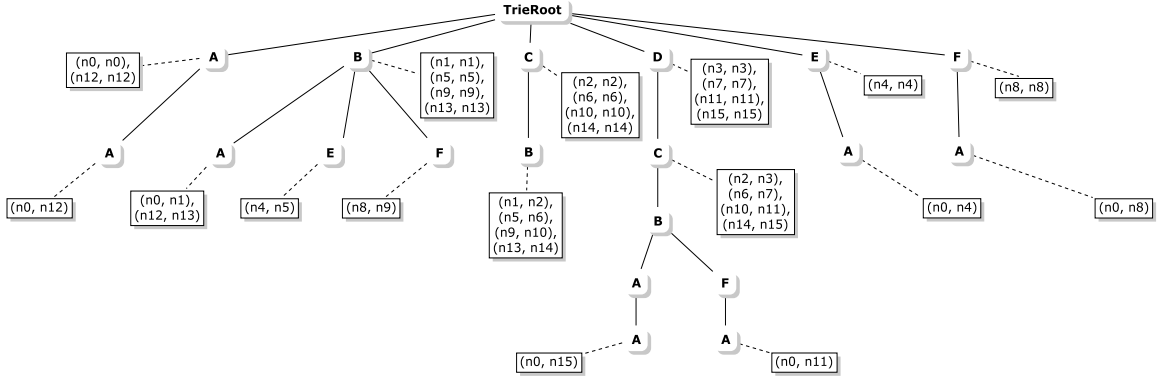 TrieRoot
A
B
C
D
E
F
(n0, n0),
(n12, n12)
(n1, n1),
(n5, n5),
(n9, n9),
(n13, n13)
(n2, n2),
(n6, n6),
(n10, n10),
(n14, n14)
(n3, n3),
(n7, n7),
(n11, n11),
(n15, n15)
(n4, n4)
(n8, n8)
A
A
E
F
B
C
A
A
(n0, n12)
(n0, n1),
(n12, n13)
(n4, n5)
(n8, n9)
(n1, n2),
(n5, n6),
(n9, n10),
(n13, n14)
(n2, n3),
(n6, n7),
(n10, n11),
(n14, n15)
(n0, n4)
(n0, n8)
B
A
F
A
A
(n0, n15)
(n0, n11)